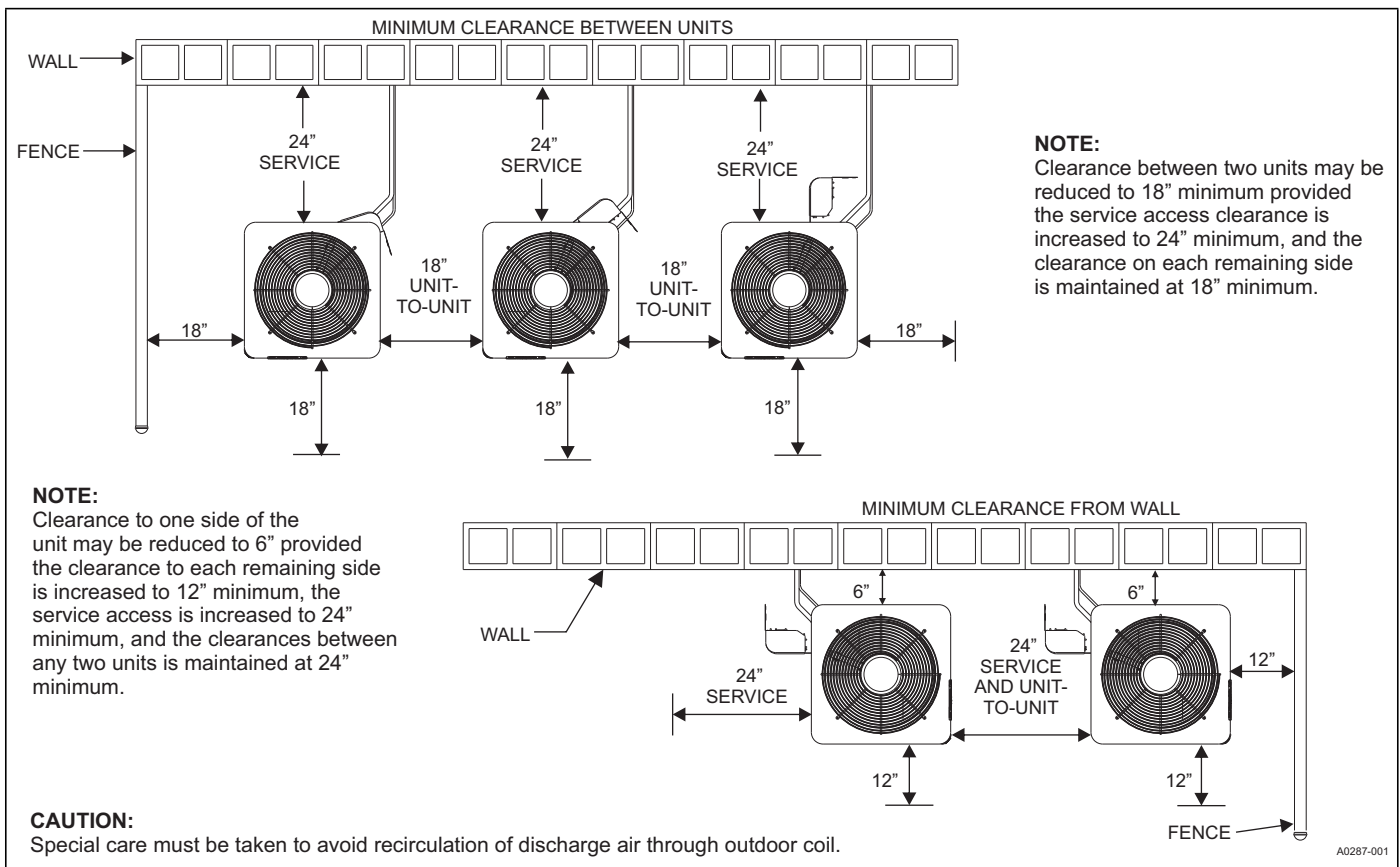 MINIMUM CLEARANCE BETWEEN UNITS
WALL
FENCE
24”
SERVICE
24”
SERVICE
24”
SERVICE
18”
UNIT-
TO-UNIT
18”
UNIT-
TO-UNIT
18”
18”
18”
18”
18”
NOTE:
Clearance between two units may be
reduced to 18” minimum provided
the service access clearance is
increased to 24” minimum, and the
clearance on each remaining side
is maintained at 18” minimum.
NOTE:
Clearance to one side of the
unit may be reduced to 6” provided
the clearance to each remaining side
is increased to 12” minimum, the
service access is increased to 24”
minimum, and the clearances between
any two units is maintained at 24”
minimum.
MINIMUM CLEARANCE FROM WALL
WALL
6”
6”
24”
SERVICE
24”
SERVICE
AND UNIT-
TO-UNIT
12”
12”
12”
FENCE
CAUTION:
Special care must be taken to avoid recirculation of discharge air through outdoor coil.
A0287-001